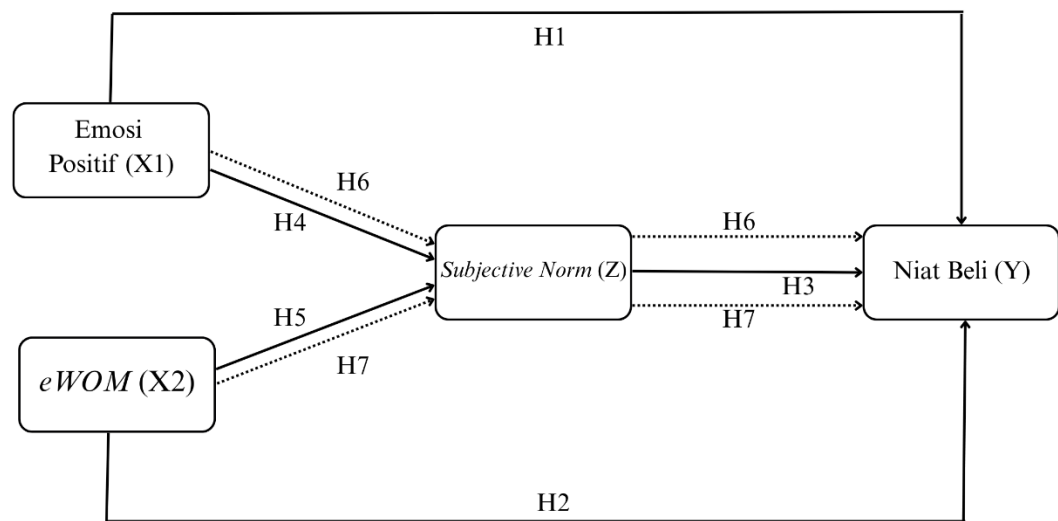 H1
Emosi
Positif (X1)
H6
H4
H6
Subjective Norm (Z)
Niat Beli (Y)
H3
H5
H7
H7
eWOM (X2)
H2